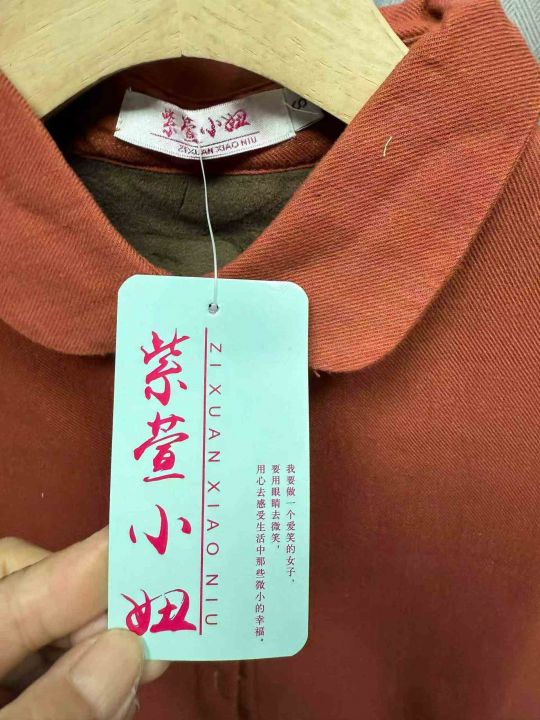 紫萱小妞
ZI XUAN XIAO NIU
S
紫萱小妞
ZI XUAN XIAO NIU
我要做一个爱笑的女子，
要用眼睛去微笑，
用心去感受生活中那些微小的幸福。